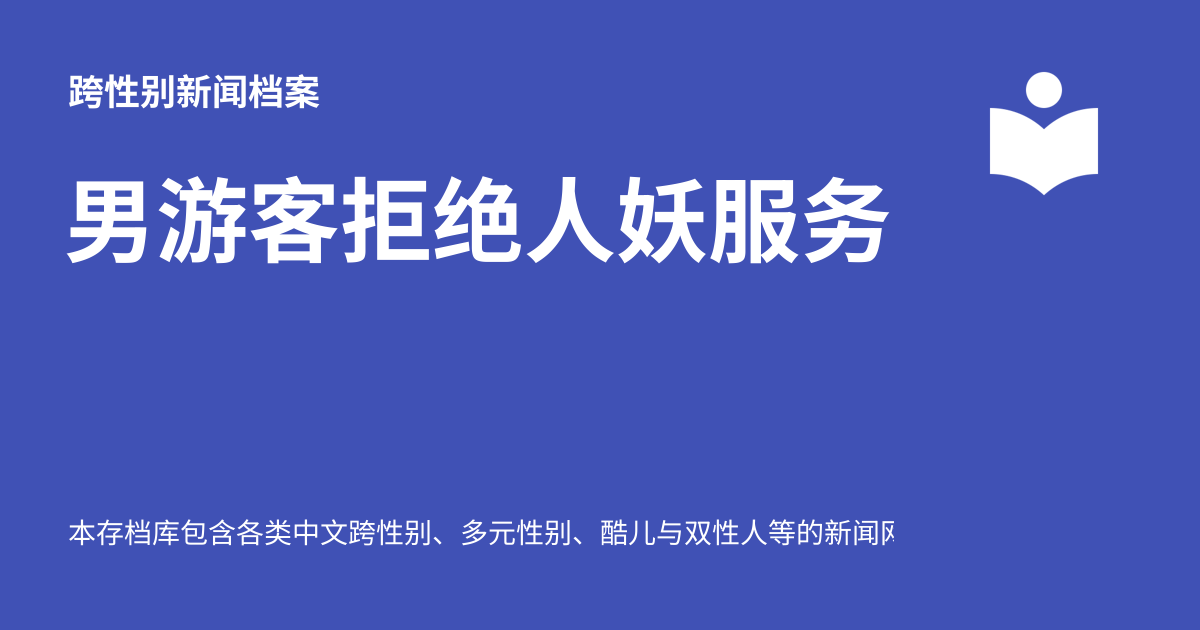 跨性别新闻档案
男游客拒绝人妖服务
本存档库包含各类中文跨性别、多元性别、酷儿与双性人等的新闻